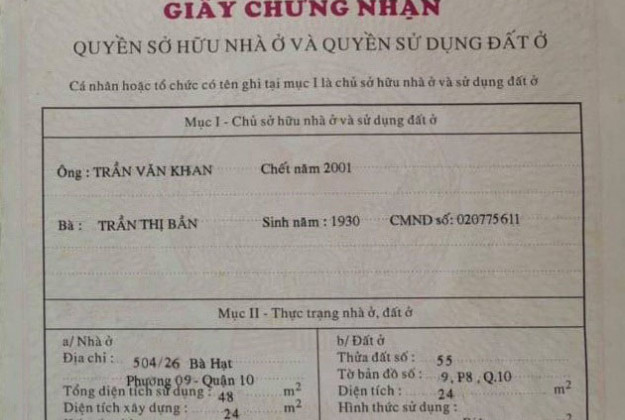 GIẤY CHỨNG NHẬN
QUYỀN SỞ HỮU NHÀ Ở VÀ QUYỀN SỬ DỤNG ĐẤT Ở
Cá nhân hoặc tổ chức có tên ghi tại mục I là chủ sở hữu nhà ở và sử dụng đất ở
Mục I - Chủ sở hữu nhà ở và sử dụng đất ở
Ông : TRẦN VĂN KHAN Chết năm 2001
Bà : TRẦN THỊ BẦN Sinh năm : 1930 CMND số: 020775611
Mục II - Thực trạng nhà ở, đất ở
a/ Nhà ở
Địa chỉ : 504/26 Bà Hạt
Phường 09 - Quận 10
Tổng diện tích sử dụng : 48 m²
Diện tích xây dựng : 24 m²
b/ Đất ở
Thửa đất số : 55
Tờ bản đồ số : 9, P8, Q.10
Diện tích : 24 m²
Hình thức sử dụng :